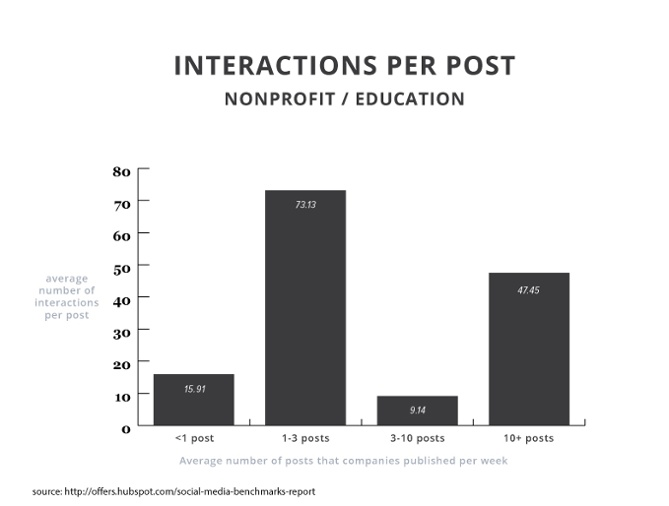 INTERACTIONS PER POST
NONPROFIT / EDUCATION
80
70
60
50
40
30
20
10
0
average
number of
interactions
per post
15.91
73.13
9.14
47.45
<1 post
1-3 posts
3-10 posts
10+ posts
Average number of posts that companies published per week
source: http://offers.hubspot.com/social-media-benchmarks-report